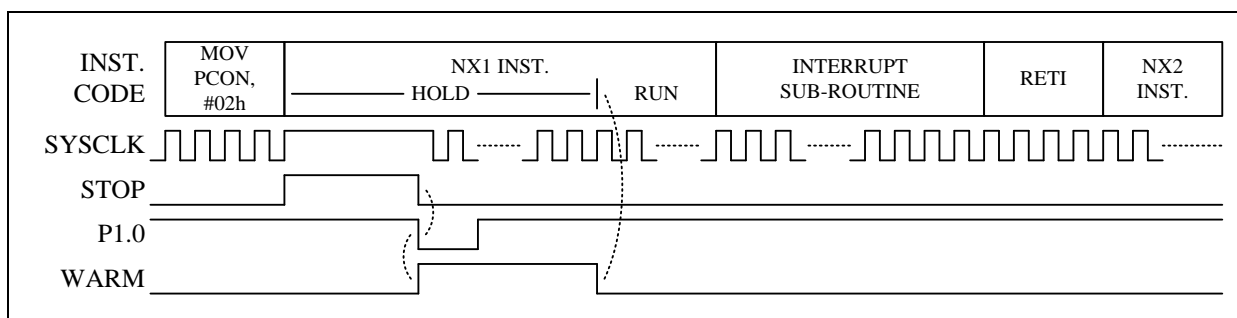 INST.
CODE
MOV
PCON,
#02h
NX1 INST.
HOLD
RUN
INTERRUPT
SUB-ROUTINE
RETI
NX2
INST.
SYSCLK
STOP
P1.0
WARM